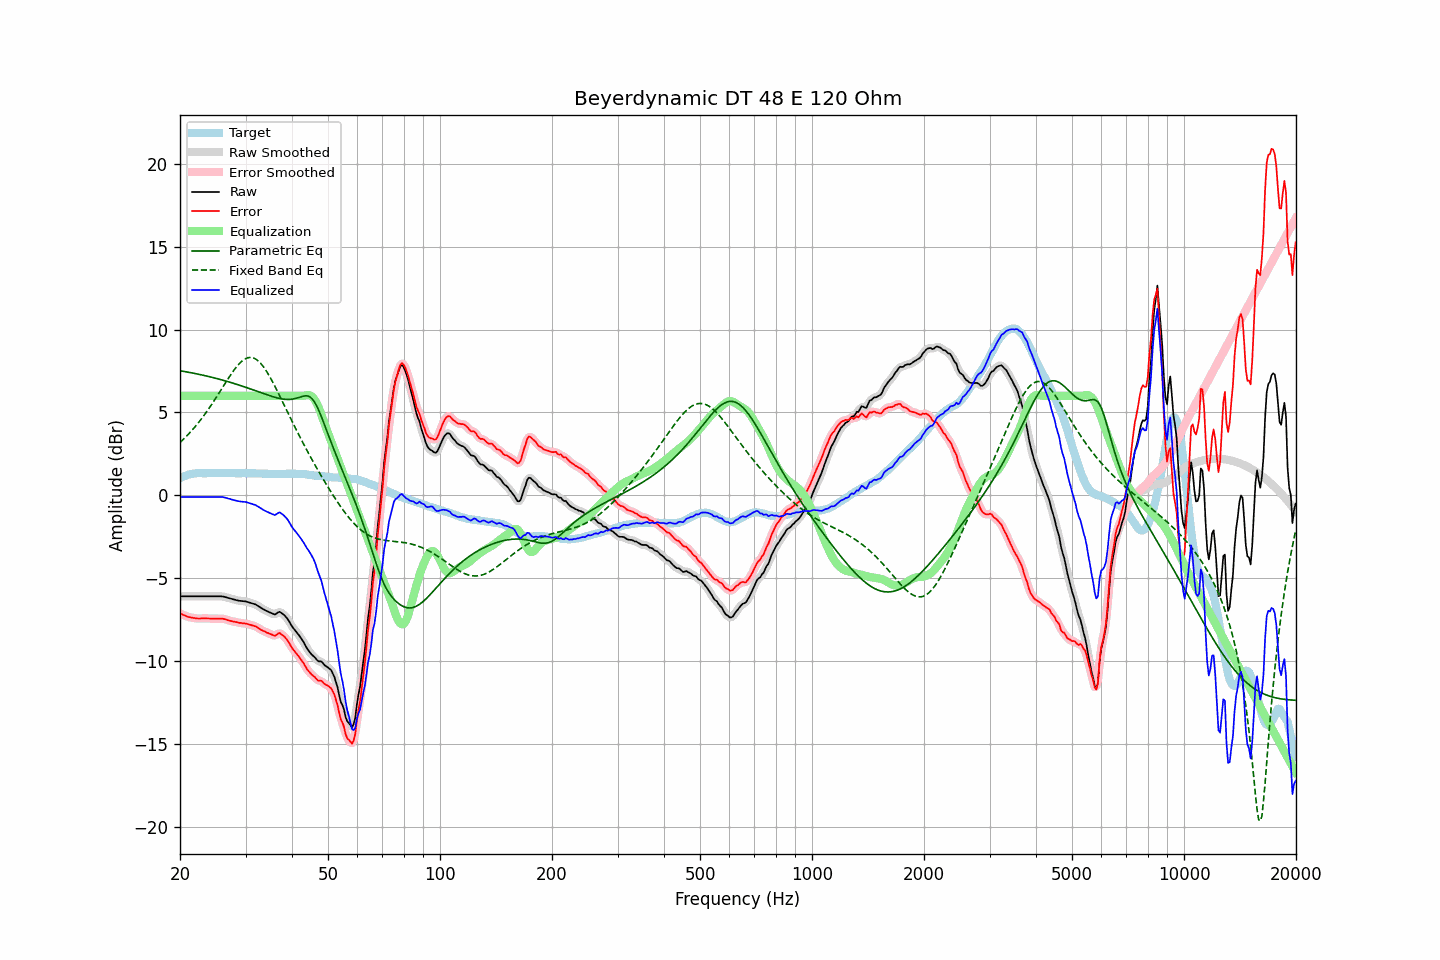 Beyerdynamic DT 48 E 120 Ohm
Target
Raw Smoothed
Error Smoothed
Raw
Error
Equalization
Parametric Eq
Fixed Band Eq
Equalized
20
15
10
5
0
−5
−10
−15
−20
Amplitude (dBr)
20
50
100
200
500
1000
2000
5000
10000
20000
Frequency (Hz)